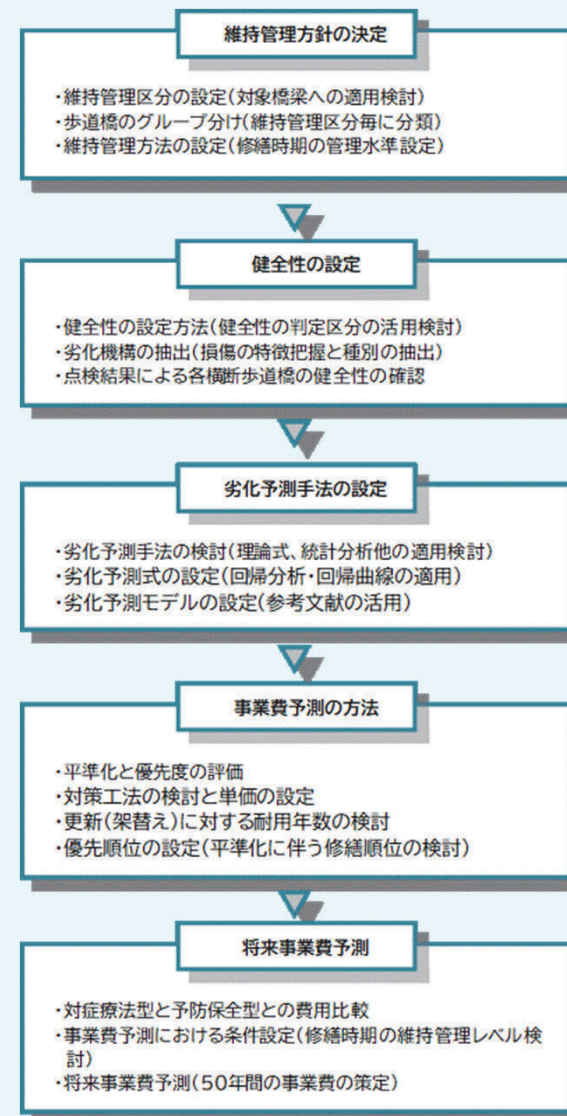 維持管理方針の決定
・維持管理区分の設定(対象橋梁への適用検討)
・歩道橋のグループ分け(維持管理区分毎に分類)
・維持管理方法の設定(修繕時期の管理水準設定)
健全性の設定
・健全性の設定方法(健全性の判定区分の活用検討)
・劣化機構の抽出(損傷の特徴把握と種別の抽出)
・点検結果による各横断歩道橋の健全性の確認
劣化予測手法の設定
・劣化予測手法の検討(理論式、統計分析他の適用検討)
・劣化予測式の設定(回帰分析・回帰曲線の適用)
・劣化予測モデルの設定(参考文献の活用)
事業費予測の方法
・平準化と優先度の評価
・対策工法の検討と単価の設定
・更新(架替え)に対する耐用年数の検討
・優先順位の設定(平準化に伴う修繕順位の検討)
将来事業費予測
・対症療法型と予防保全型との費用比較
・事業費予測における条件設定(修繕時期の維持管理レベル検
討)
・将来事業費予測(50年間の事業費の策定)